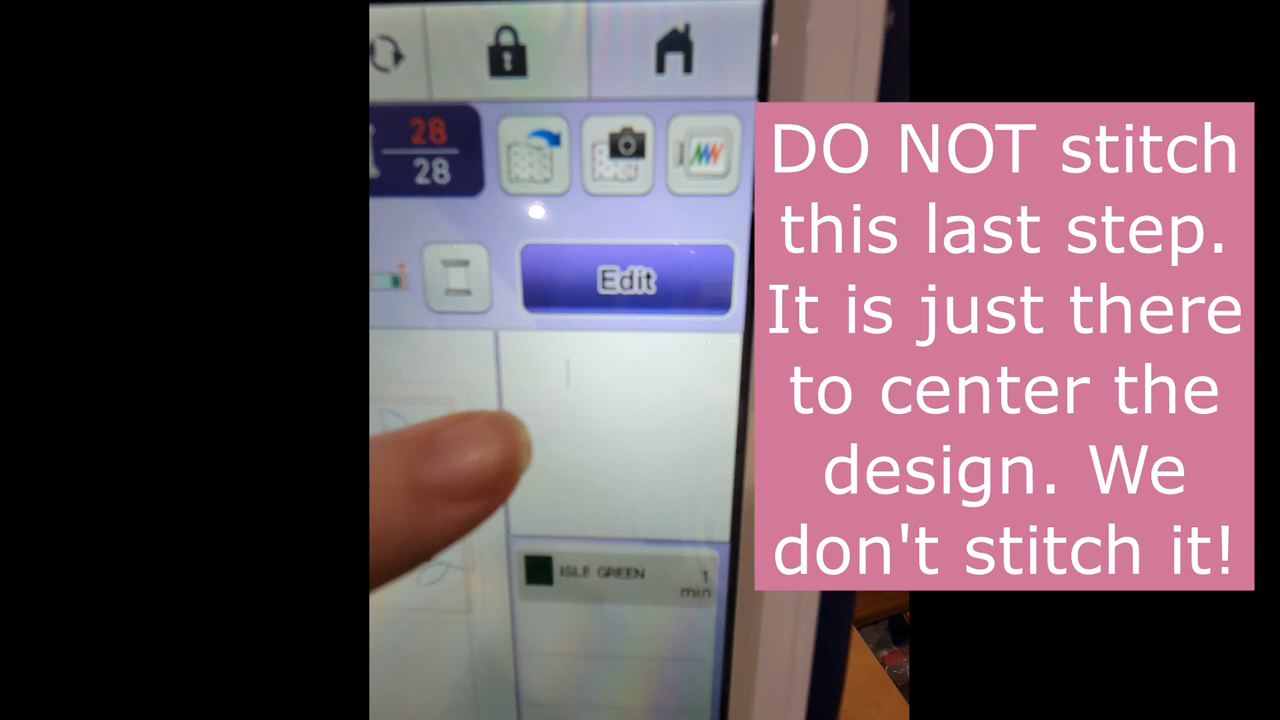 28
28
Edit
ISLE GREEN 1
min
DO NOT stitch
this last step.
It is just there
to center the
design. We
don't stitch it!